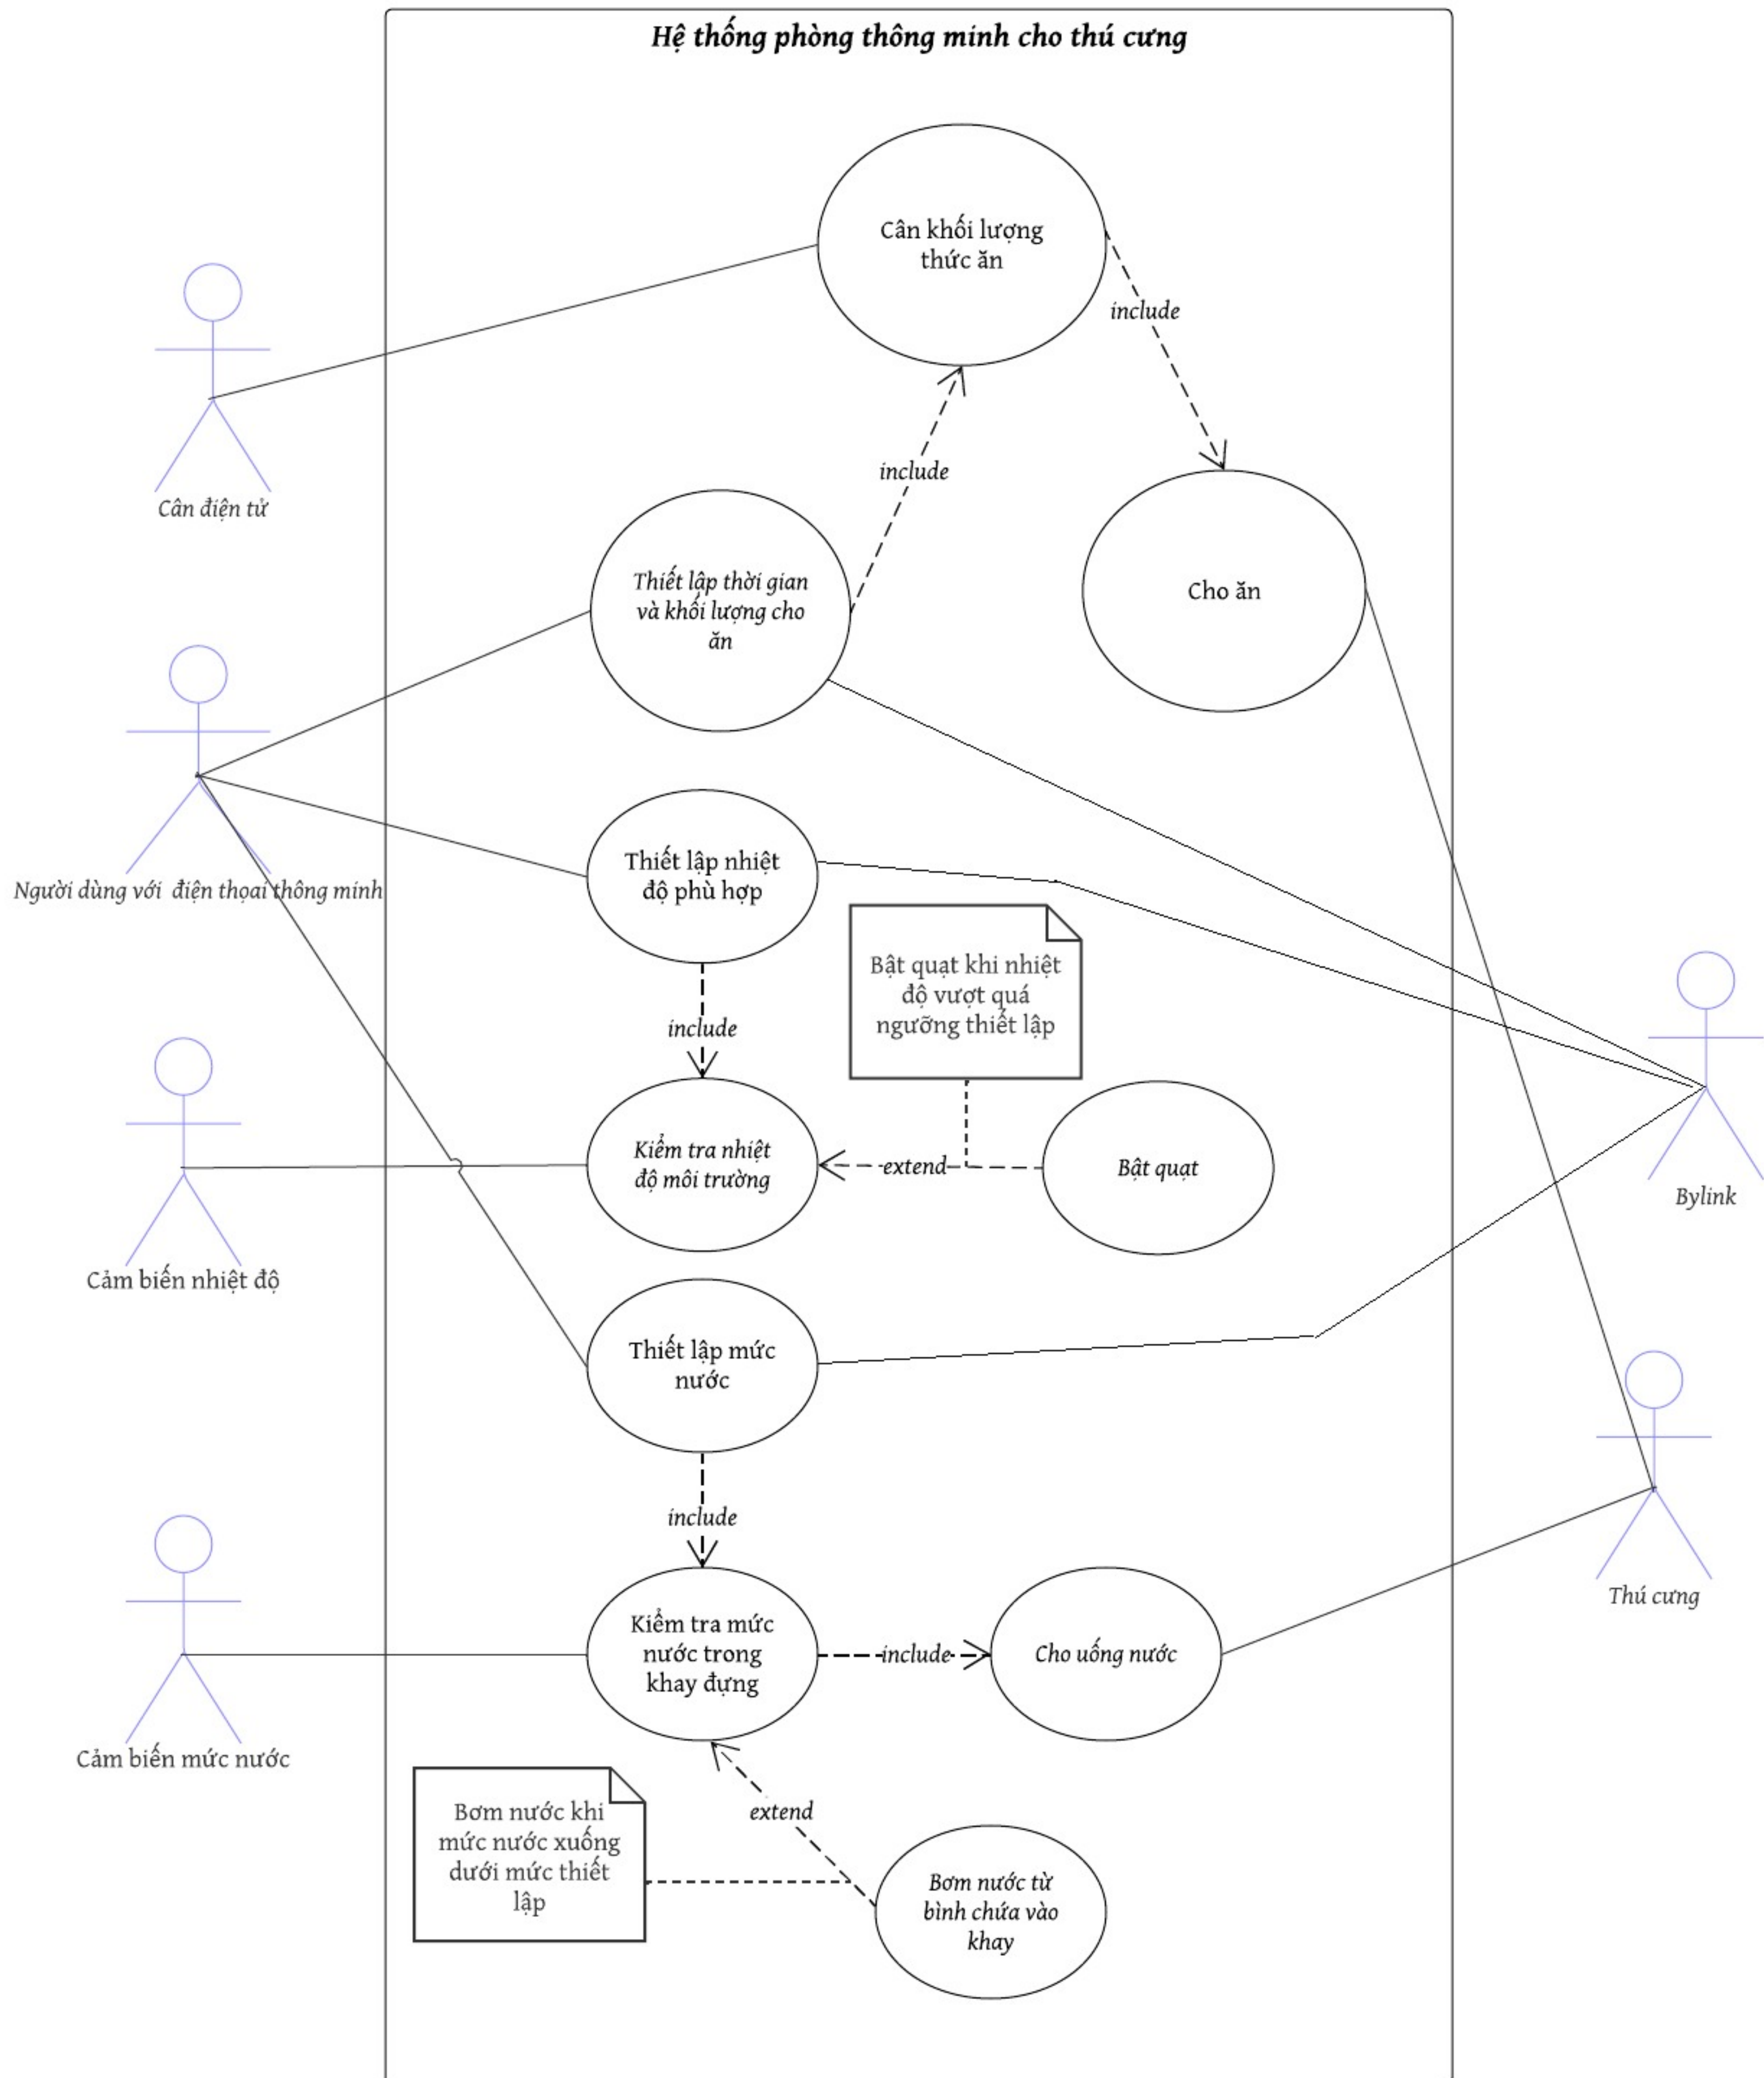 Hệ thống phòng thông minh cho thú cưng
Cân khối lượng
thức ăn
include
include
Cân điện tử
Thiết lập thời gian
và khối lượng cho
ăn
Cho ăn
Thiết lập nhiệt
độ phù hợp
Người dùng với điện thoại thông minh
Bật quạt khi nhiệt
độ vượt quá
ngưỡng thiết lập
include
Kiểm tra nhiệt
độ môi trường
extend
Bật quạt
Bylink
Cảm biến nhiệt độ
Thiết lập mức
nước
include
Thú cưng
Kiểm tra mức
nước trong
khay đựng
include
Cho uống nước
Cảm biến mức nước
Bơm nước khi
mức nước xuống
dưới mức thiết
lập
extend
Bơm nước từ
bình chứa vào
khay